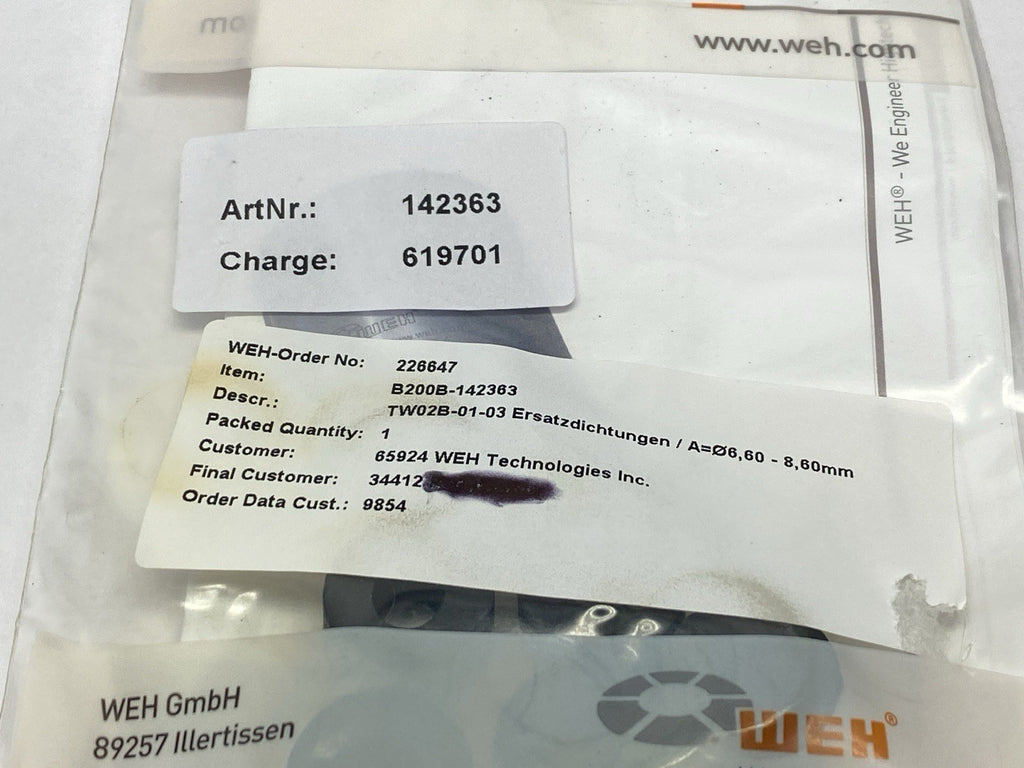 www.weh.com
WEH® - We Engineer
ArtNr.: 142363
Charge: 619701
WEH
WEH-Order No: 226647
Item: B200B-142363
Descr.: TW02B-01-03 Ersatzdichtungen / A=Ø6,60 - 8,60mm
Packed Quantity: 1
Customer: 65924 WEH Technologies Inc.
Final Customer: 34412
Order Data Cust.: 9854
WEH GmbH
89257 Illertissen
WEH®